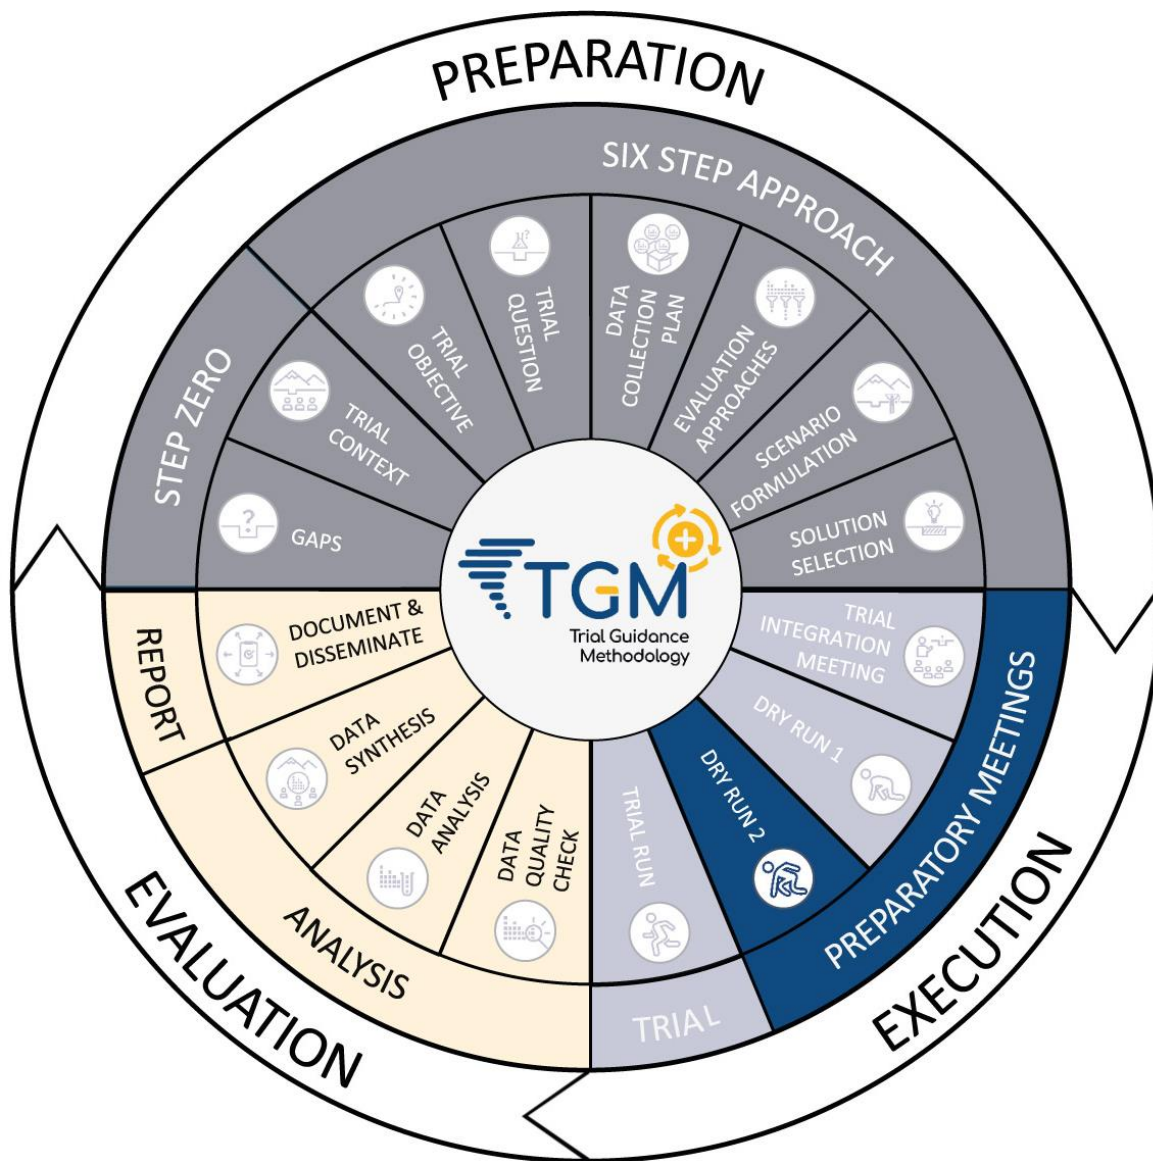 PREPARATION
SIX STEP APPROACH
STEP ZERO
GAPS
TRIAL
CONTEXT
TRIAL
OBJECTIVE
TRIAL
QUESTION
DATA
COLLECTION
PLAN
EVALUATION
APPROACHES
SCENARIO
FORMULATION
SOLUTION
SELECTION
TGM
Trial Guidance
Methodology
EXECUTION
PREPARATORY MEETINGS
TRIAL
INTEGRATION
MEETING
DRY RUN 1
DRY RUN 2
TRIAL
TRIAL RUN
EVALUATION
ANALYSIS
DATA
QUALITY
CHECK
DATA
ANALYSIS
DATA
SYNTHESIS
REPORT
DOCUMENT &
DISSEMINATE